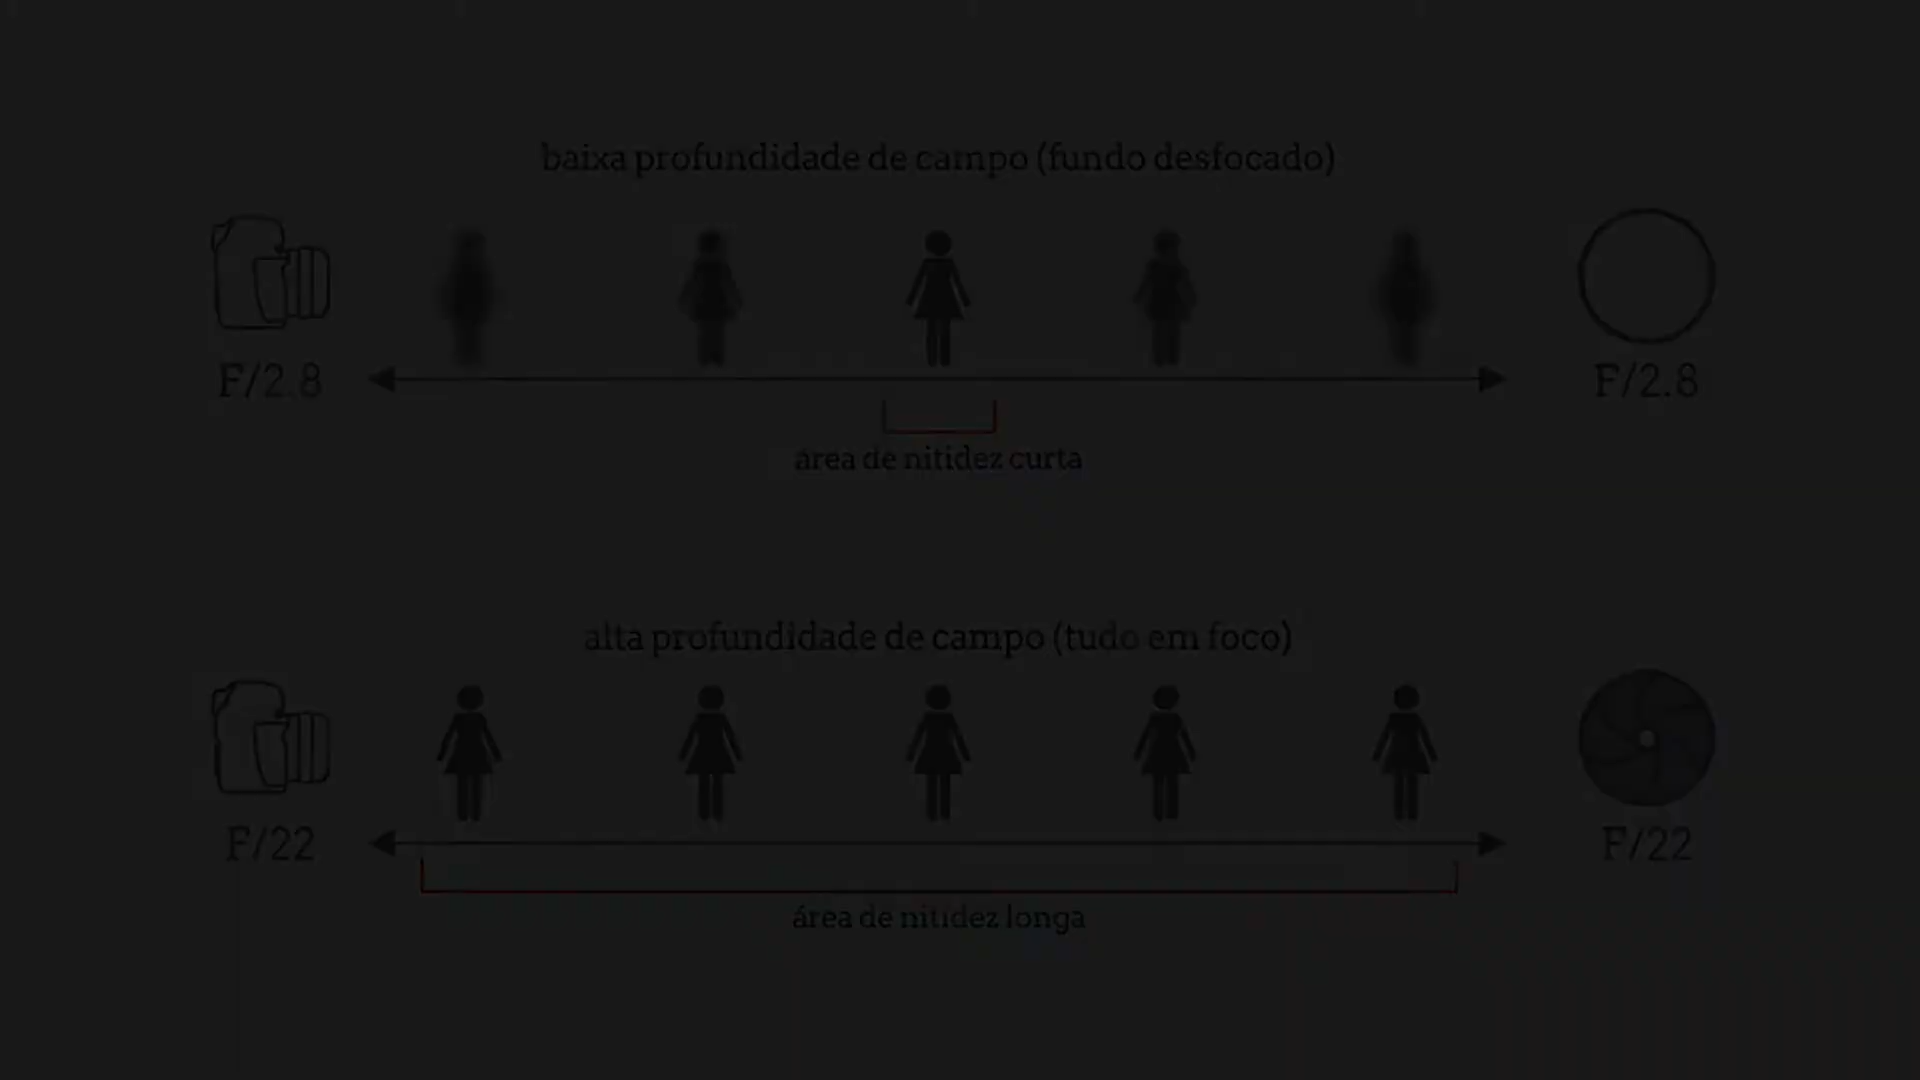 baixa profundidade de campo (fundo desfocado)
F/2.8
F/2.8
área de nitidez curta
alta profundidade de campo (tudo em foco)
F/22
F/22
área de nitidez longa